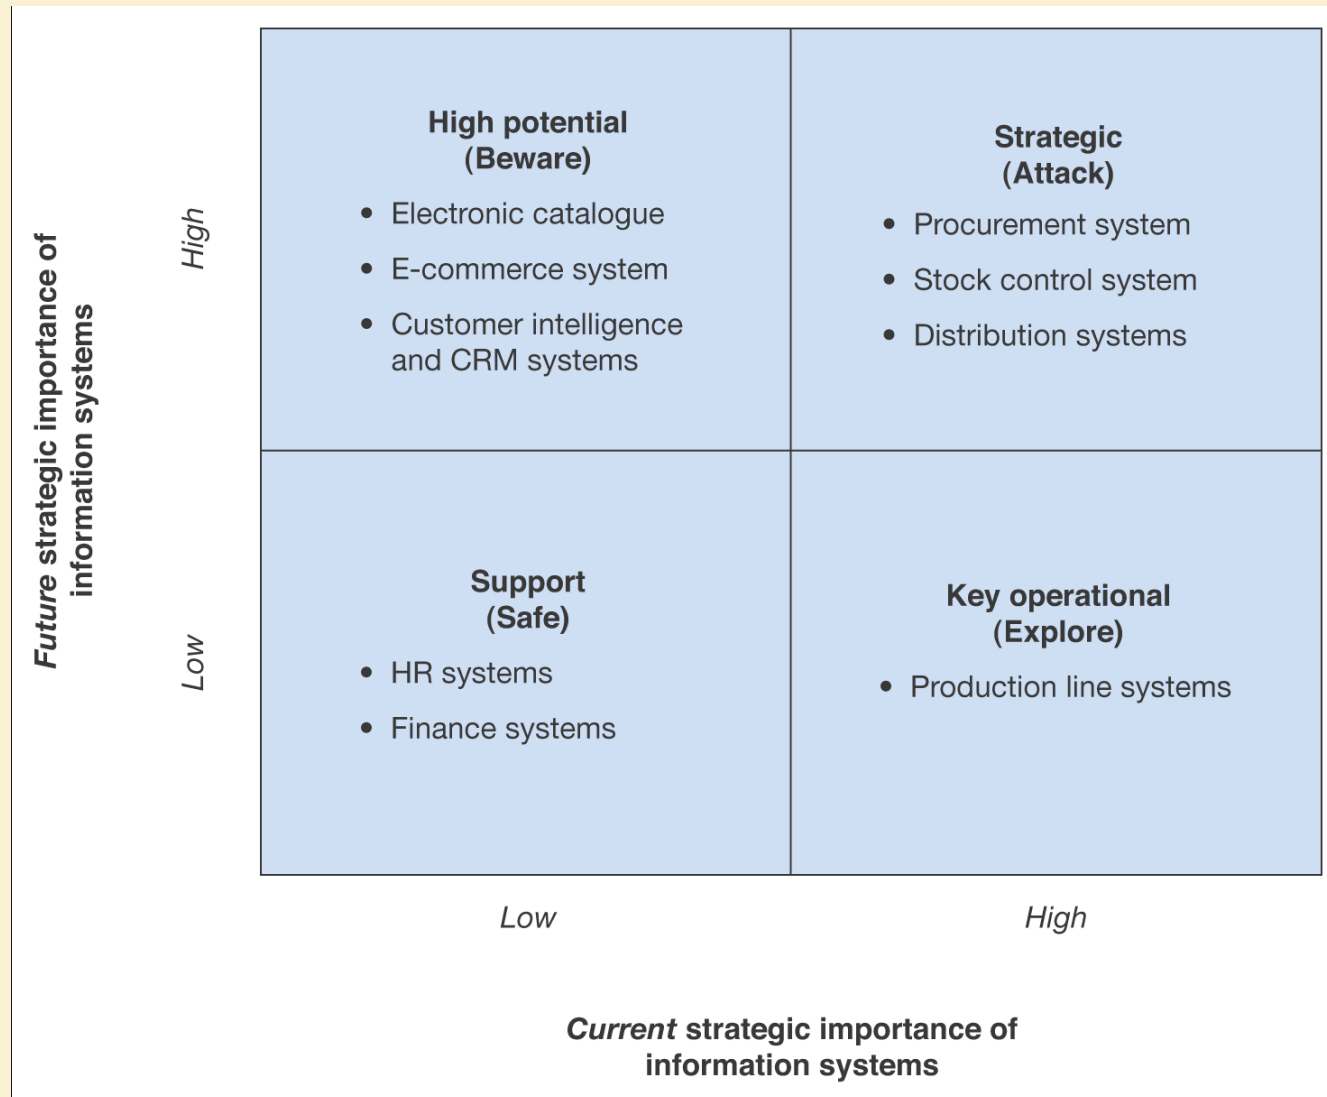 Future strategic importance of
information systems
High
Low
High potential
(Beware)
• Electronic catalogue
• E-commerce system
• Customer intelligence
and CRM systems
Strategic
(Attack)
• Procurement system
• Stock control system
• Distribution systems
Support
(Safe)
• HR systems
• Finance systems
Key operational
(Explore)
• Production line systems
Low
High
Current strategic importance of
information systems